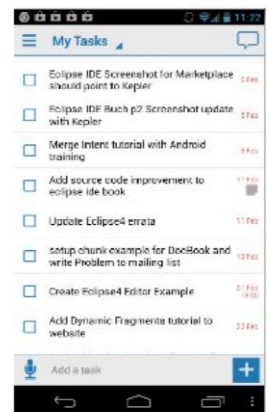 11:22
My Tasks
Eclipse IDE Screenshot for Marketplace
should point to Kepler
Eclipse IDE Buch p2 Screenshot update
with Kepler
Merge Intent tutorial with Android
training
Add source code improvement to
eclipse ide book
Update Eclipse4 errata
11 Feb
setup chunk example for DocBook and
write Problem to mailing list
Create Eclipse4 Editor Example
Add Dynamic Fragments tutorial to
website
Add a task